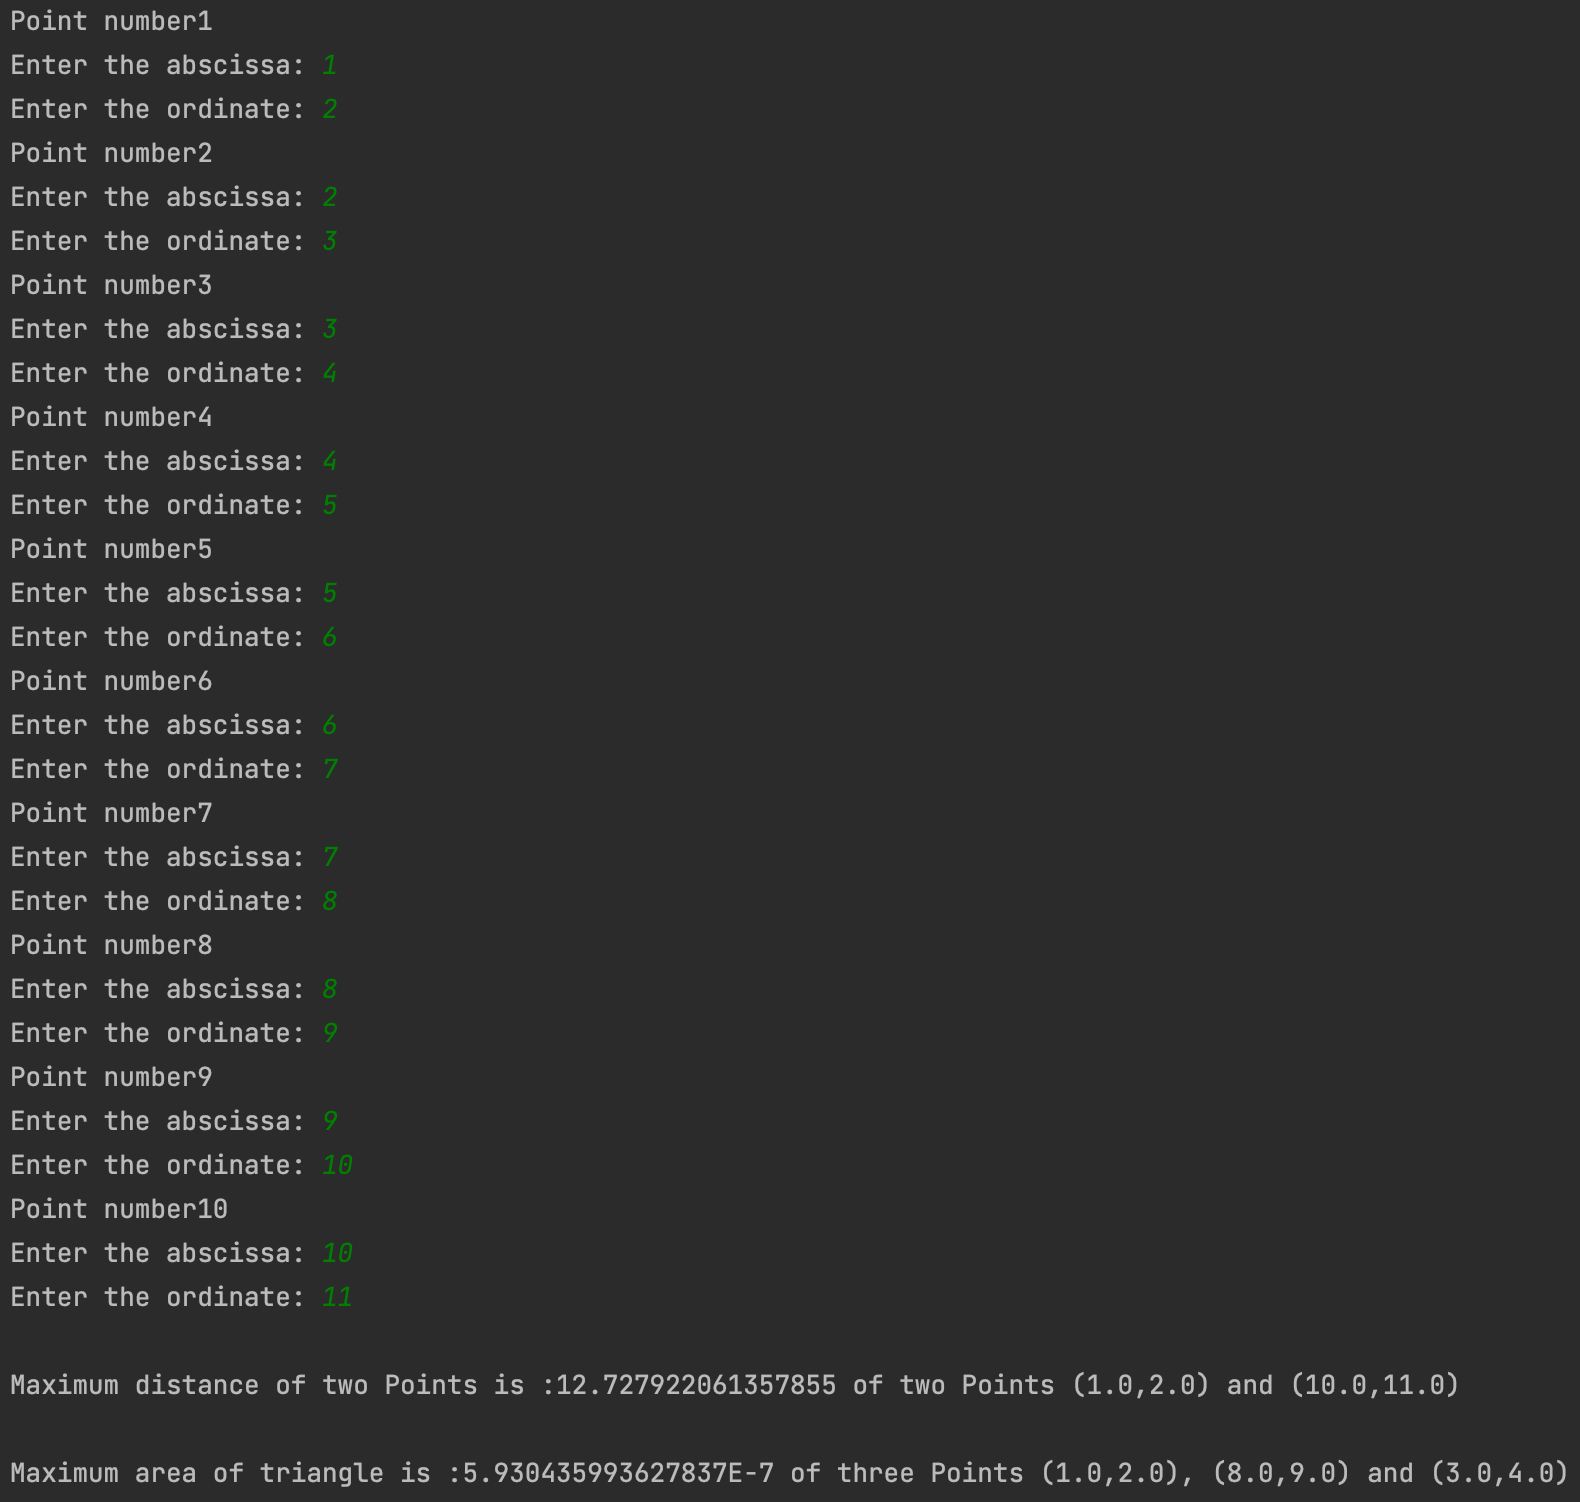 Point number1
Enter the abscissa: 1
Enter the ordinate: 2
Point number2
Enter the abscissa: 2
Enter the ordinate: 3
Point number3
Enter the abscissa: 3
Enter the ordinate: 4
Point number4
Enter the abscissa: 4
Enter the ordinate: 5
Point number5
Enter the abscissa: 5
Enter the ordinate: 6
Point number6
Enter the abscissa: 6
Enter the ordinate: 7
Point number7
Enter the abscissa: 7
Enter the ordinate: 8
Point number8
Enter the abscissa: 8
Enter the ordinate: 9
Point number9
Enter the abscissa: 9
Enter the ordinate: 10
Point number10
Enter the abscissa: 10
Enter the ordinate: 11
Maximum distance of two Points is :12.727922061357855 of two Points (1.0,2.0) and (10.0,11.0)
Maximum area of triangle is :5.930435993627837E-7 of three Points (1.0,2.0), (8.0,9.0) and (3.0,4.0)